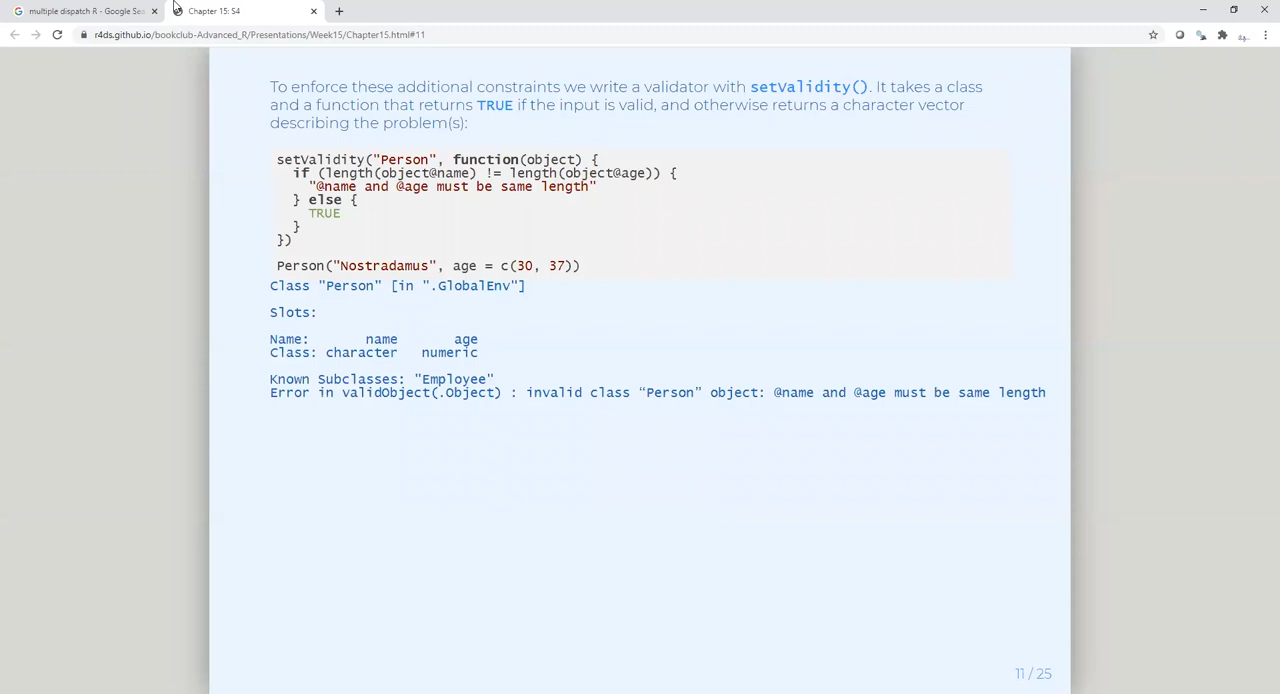 multiple dispatch R - Google Sea
Chapter 15: S4
r4ds.github.io/bookclub-Advanced_R/Presentations/Week15/Chapter15.html#11
To enforce these additional constraints we write a validator with setValidity(). It takes a class
and a function that returns TRUE if the input is valid, and otherwise returns a character vector
describing the problem(s):
setValidity("Person", function(object) {
  if (length(object@name) != length(object@age)) {
    "@name and @age must be same length"
  } else {
    TRUE
  }
})
Person("Nostradamus", age = c(30, 37))
Class "Person" [in ".GlobalEnv"]
Slots:
Name:       name       age
Class: character   numeric
Known Subclasses: "Employee"
Error in validObject(.Object) : invalid class “Person” object: @name and @age must be same length
11 / 25